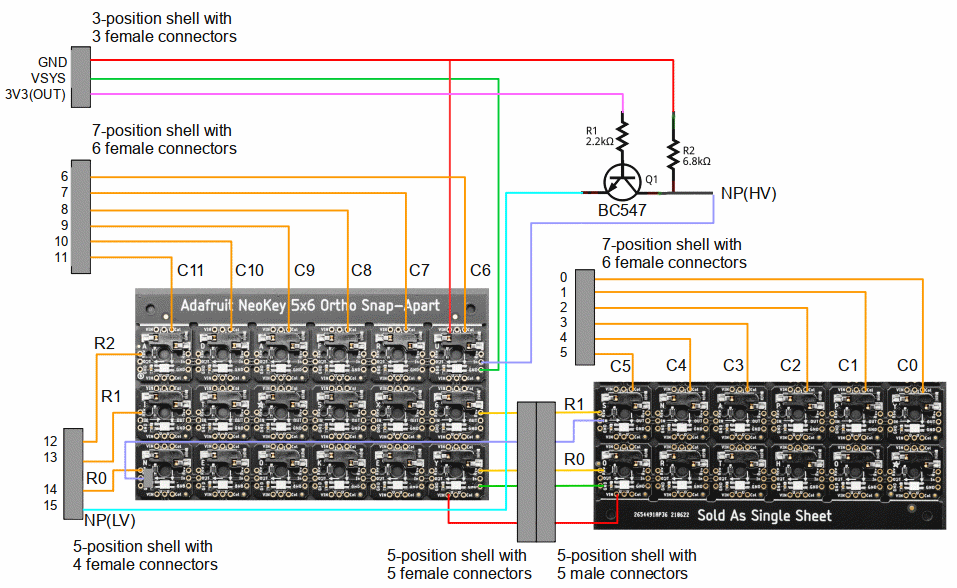 3-position shell with
3 female connectors
GND
VSYS
3V3(OUT)
7-position shell with
6 female connectors
6
7
8
9
10
11
C11
C10
C9
C8
C7
C6
R1
2.2kΩ
R2
6.8kΩ
Q1
BC547
NP(HV)
7-position shell with
6 female connectors
0
1
2
3
4
5
C5
C4
C3
C2
C1
C0
Adafruit NeoKey 5x6 Ortho Snap-Apart
R2
R1
R0
12
13
14
15
NP(LV)
5-position shell with
4 female connectors
R1
R0
5-position shell with
5 female connectors
5-position shell with
5 male connectors
Sold As Single Sheet